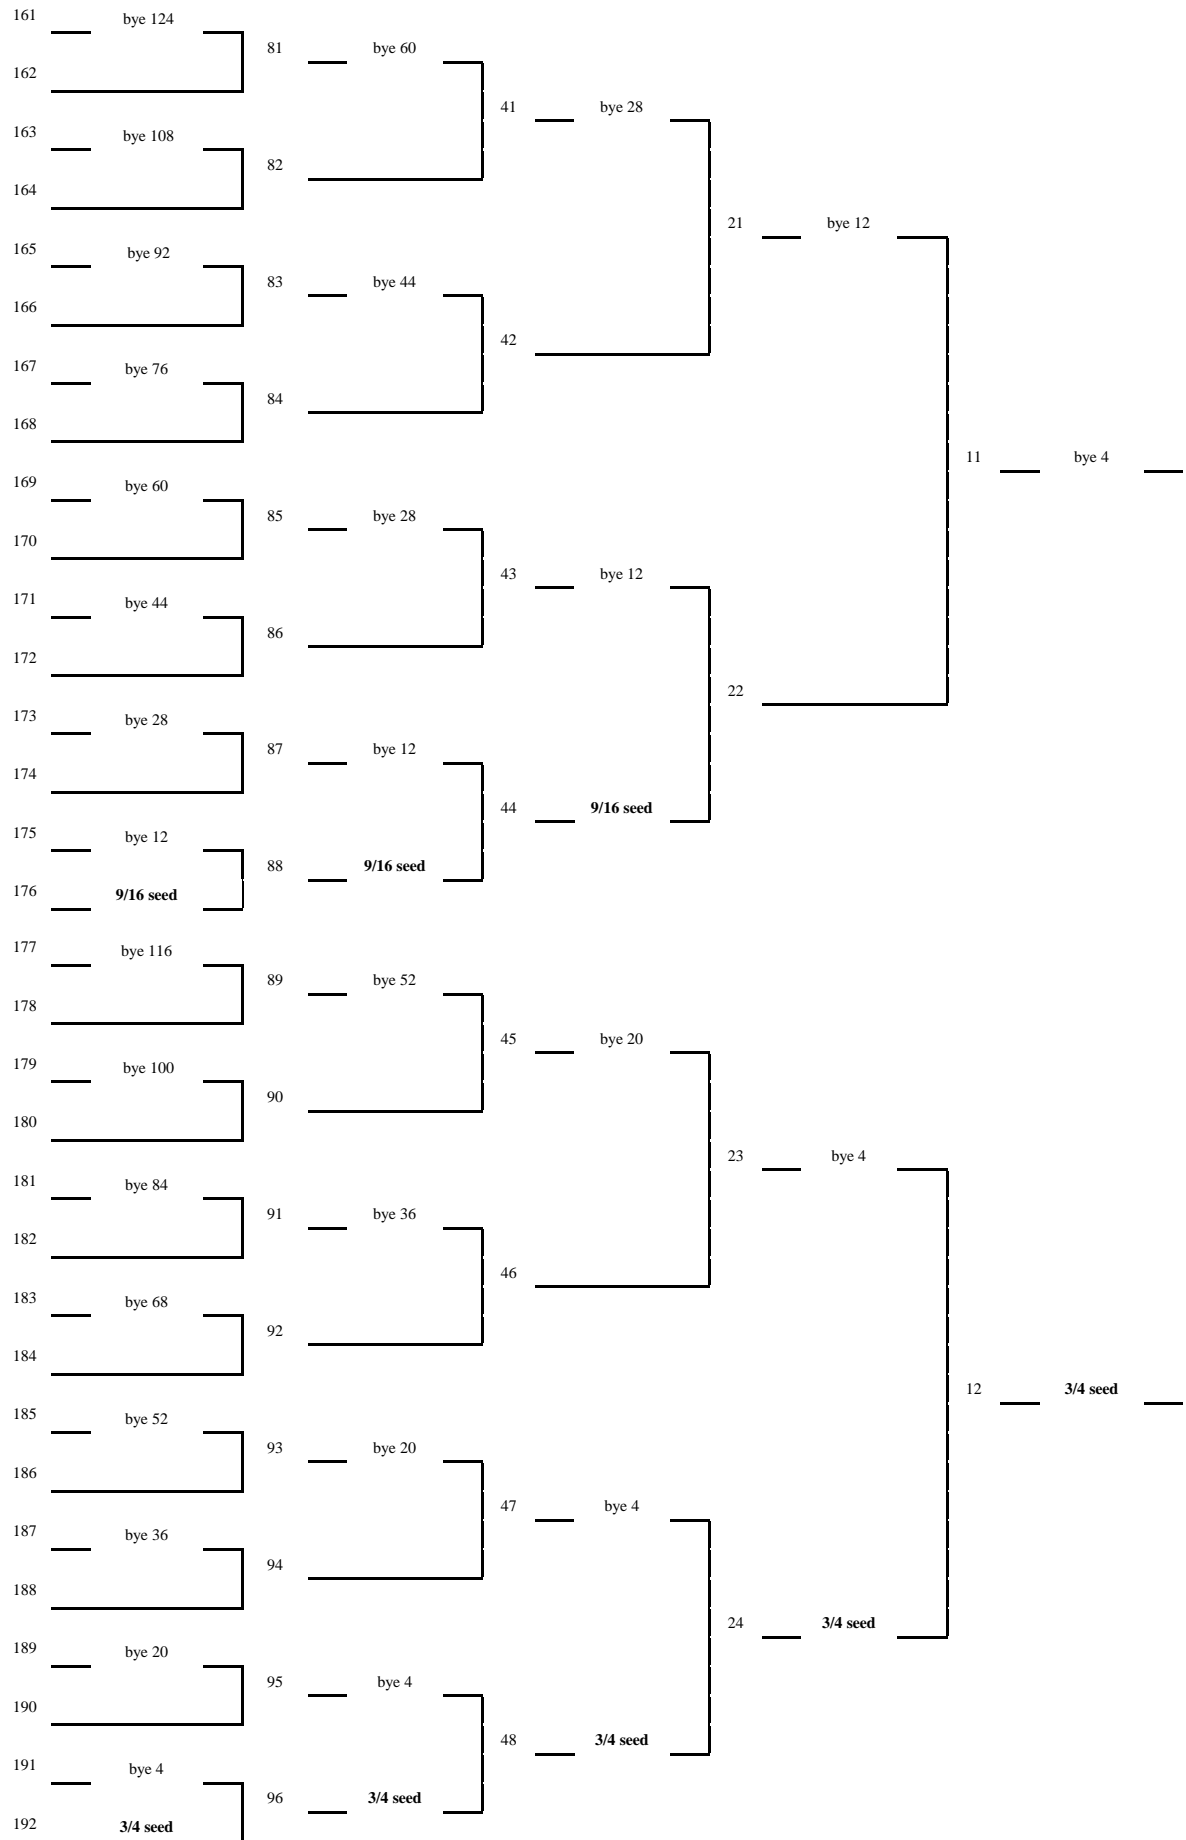 161 bye 124
162
163 bye 108
164
165 bye 92
166
167 bye 76
168
169 bye 60
170
171 bye 44
172
173 bye 28
174
175 bye 12
176 9/16 seed
177 bye 116
178
179 bye 100
180
181 bye 84
182
183 bye 68
184
185 bye 52
186
187 bye 36
188
189 bye 20
190
191 bye 4
192 3/4 seed
81 bye 60
82
83 bye 44
84
85 bye 28
86
87 bye 12
88 9/16 seed
89 bye 52
90
91 bye 36
92
93 bye 20
94
95 bye 4
96 3/4 seed
41 bye 28
42
43 bye 12
44 9/16 seed
45 bye 20
46
47 bye 4
48 3/4 seed
21 bye 12
22
23 bye 4
24 3/4 seed
11 bye 4
12 3/4 seed